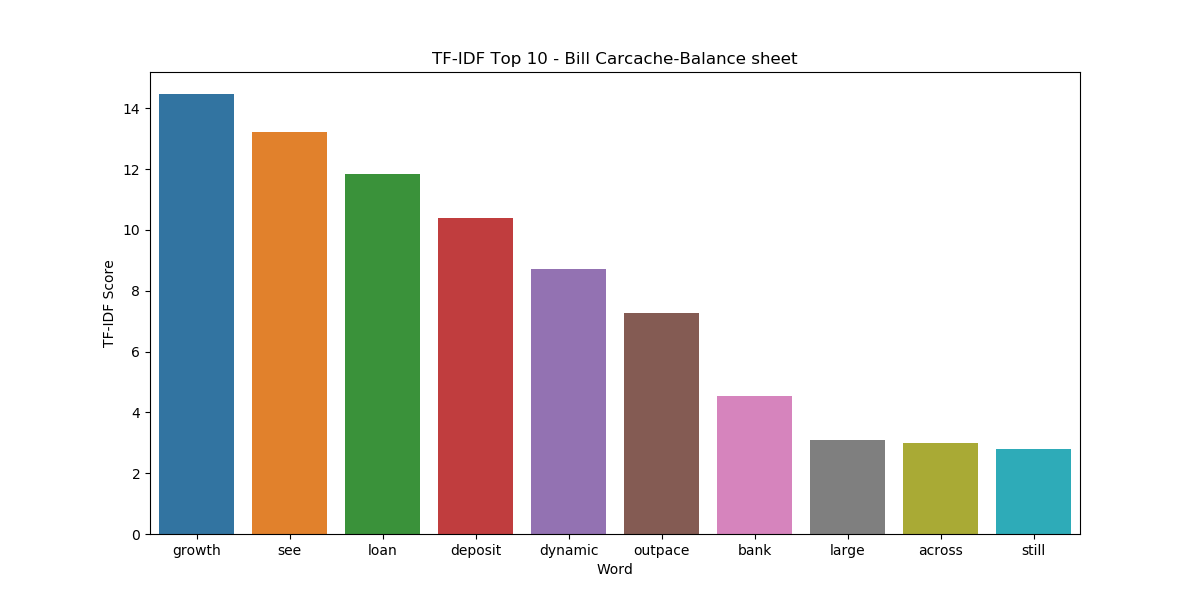 TF-IDF Top 10 - Bill Carcache-Balance sheet
TF-IDF Score
14
12
10
8
6
4
2
0
growth see loan deposit dynamic outpace bank large across still
Word